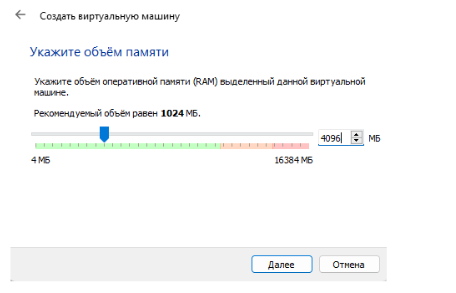 Создать виртуальную машину
Укажите объём памяти
Укажите объём оперативной памяти (RAM) выделенный данной виртуальной
машине.
Рекомендуемый объём равен 1024 МБ.
4096 МБ
4 МБ 16384 МБ
Далее Отмена